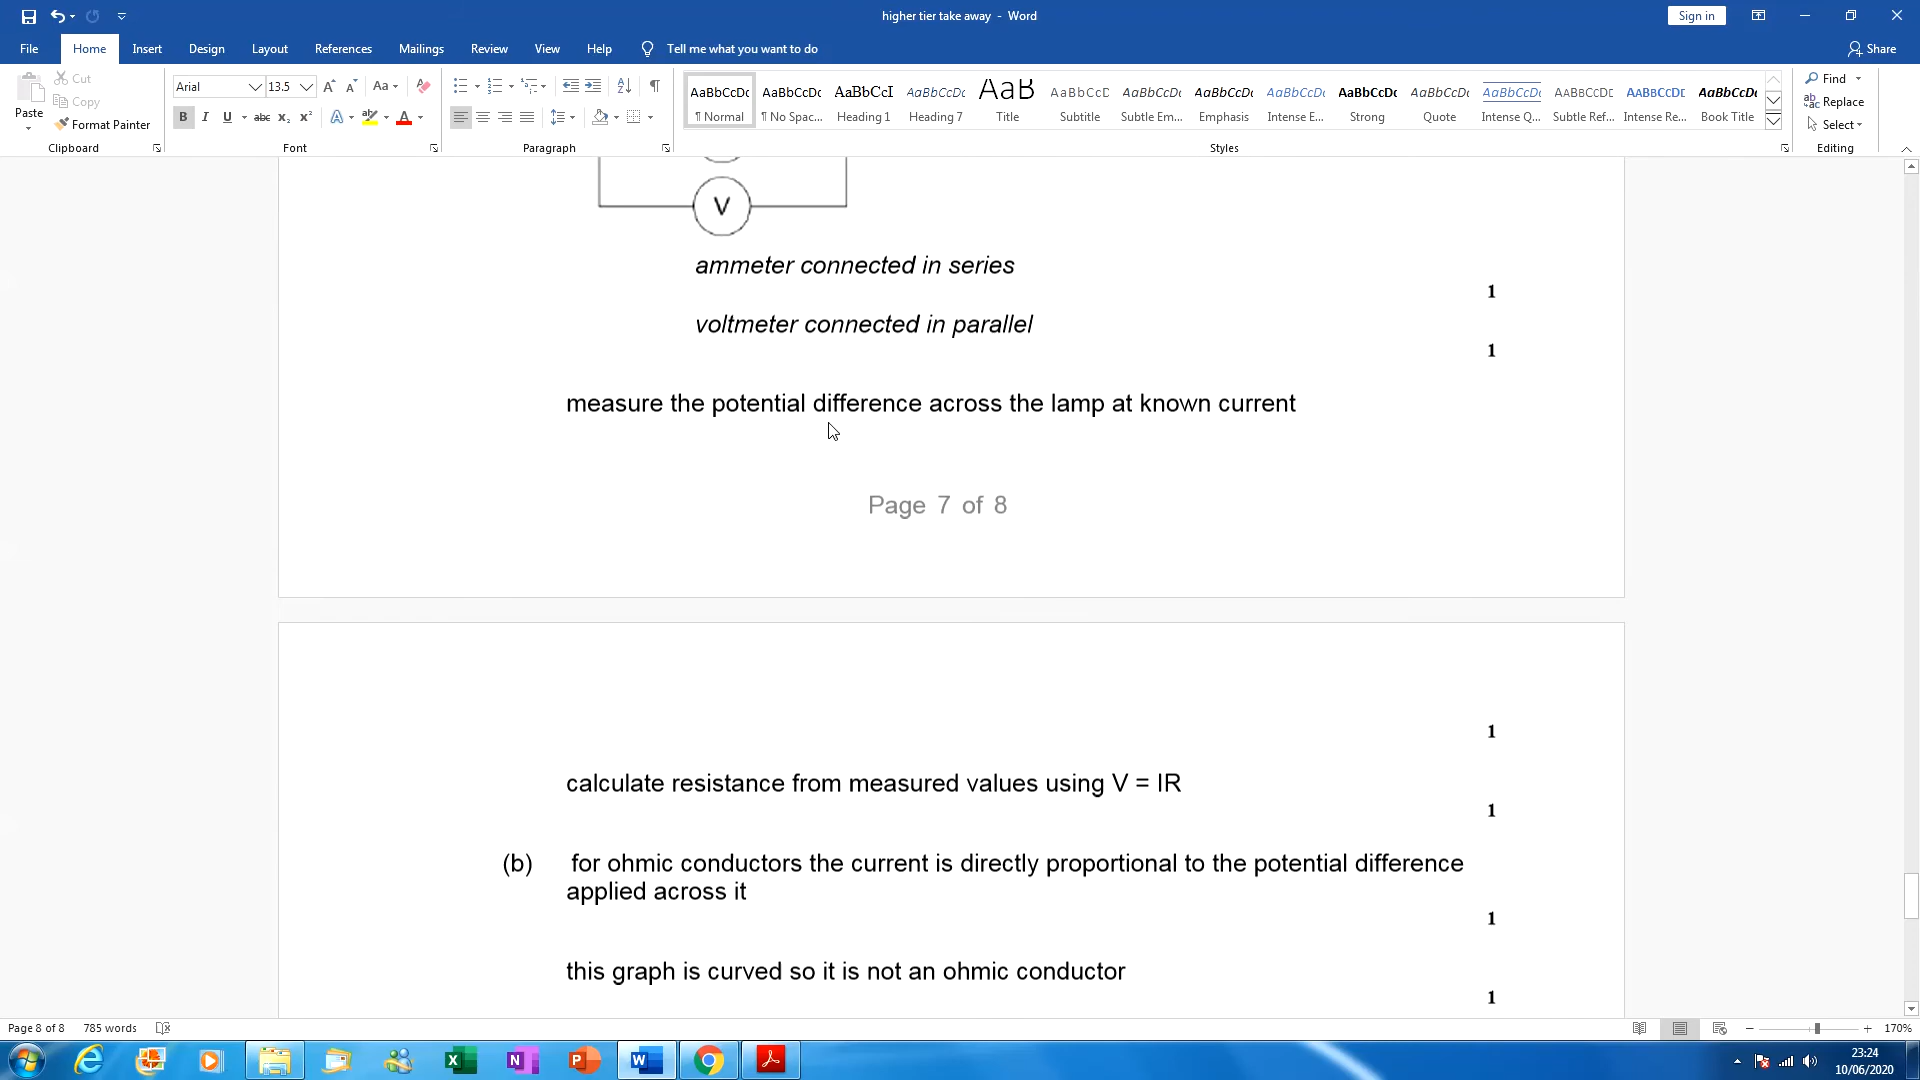 higher tier take away - Word
Sign in
File Home Insert Design Layout References Mailings Review View Help Tell me what you want to do Share
Paste
Cut
Copy
Format Painter
Clipboard
Arial 13.5
Font
Paragraph
AaBbCcDc AaBbCcDc AaBbCcI AaBbCcDc AaB AaBbCcD AaBbCcDc AaBbCcDc AaBbCcDc AaBbCcDc AaBbCcDc AaBbCcDc AaBbCcDc AaBbCcDc AaBbCcDc
¶ Normal ¶ No Spac... Heading 1 Heading 7 Title Subtitle Subtle Em... Emphasis Intense E... Strong Quote Intense Q... Subtle Ref... Intense Re... Book Title
Styles
Find
Replace
Select
Editing
V
ammeter connected in series
1
voltmeter connected in parallel
1
measure the potential difference across the lamp at known current
Page 7 of 8
1
calculate resistance from measured values using V = IR
1
(b) for ohmic conductors the current is directly proportional to the potential difference
applied across it
1
this graph is curved so it is not an ohmic conductor
1
Page 8 of 8 785 words
170%
23:24
10/06/2020